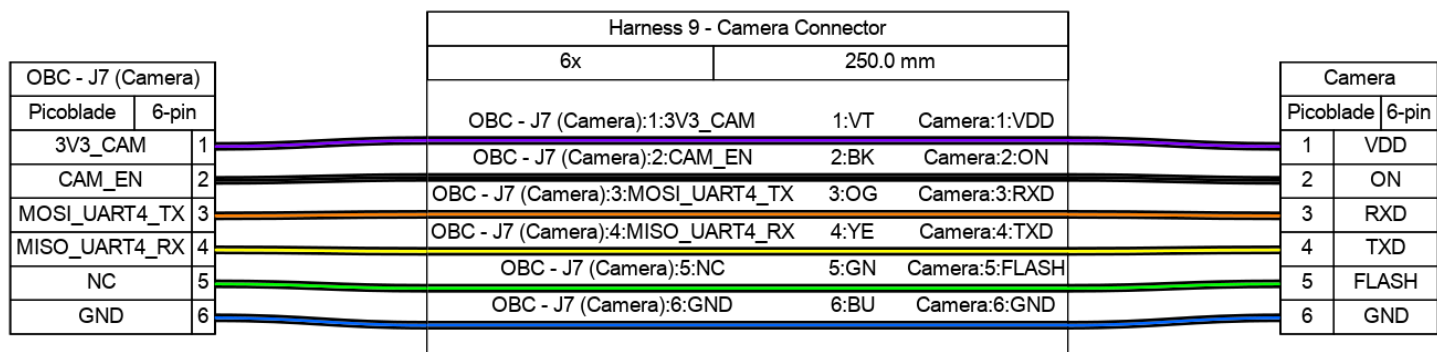 Harness 9 - Camera Connector
6x 250.0 mm
OBC - J7 (Camera)
Picoblade 6-pin
3V3_CAM 1
CAM_EN 2
MOSI_UART4_TX 3
MISO_UART4_RX 4
NC 5
GND 6
OBC - J7 (Camera):1:3V3_CAM 1:VT Camera:1:VDD
OBC - J7 (Camera):2:CAM_EN 2:BK Camera:2:ON
OBC - J7 (Camera):3:MOSI_UART4_TX 3:OG Camera:3:RXD
OBC - J7 (Camera):4:MISO_UART4_RX 4:YE Camera:4:TXD
OBC - J7 (Camera):5:NC 5:GN Camera:5:FLASH
OBC - J7 (Camera):6:GND 6:BU Camera:6:GND
Camera
Picoblade 6-pin
1 VDD
2 ON
3 RXD
4 TXD
5 FLASH
6 GND